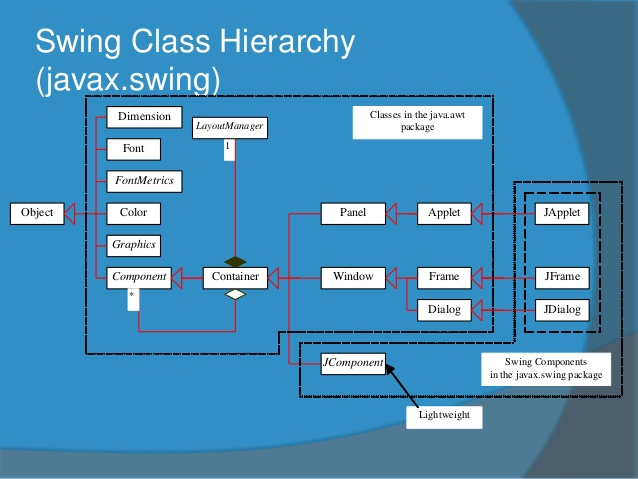 Swing Class Hierarchy
(javax.swing)
Dimension
LayoutManager
Classes in the java.awt
package
1
Font
FontMetrics
Object
Color
Panel
Applet
JApplet
Graphics
Component
Container
Window
Frame
JFrame
*
Dialog
JDialog
JComponent
Swing Components
in the javax.swing package
Lightweight